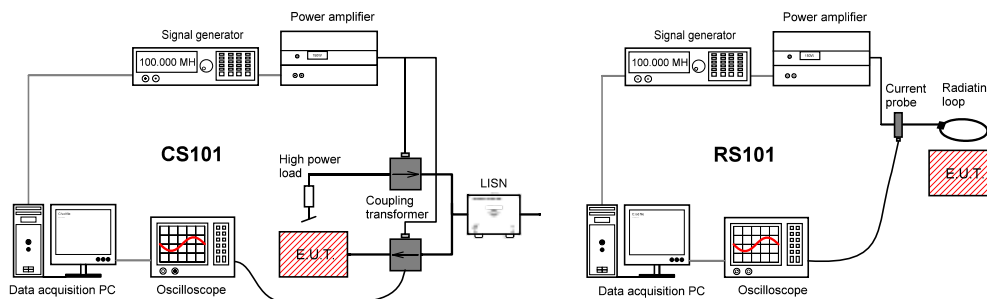 Power amplifier
Signal generator
100.000 MH
CS101
High power
load
Coupling
transformer
LISN
E.U.T.
Data acquisition PC
Oscilloscope
Power amplifier
Signal generator
100.000 MH
Current
probe
Radiatin
loop
RS101
E.U.T.
Data acquisition PC
Oscilloscope